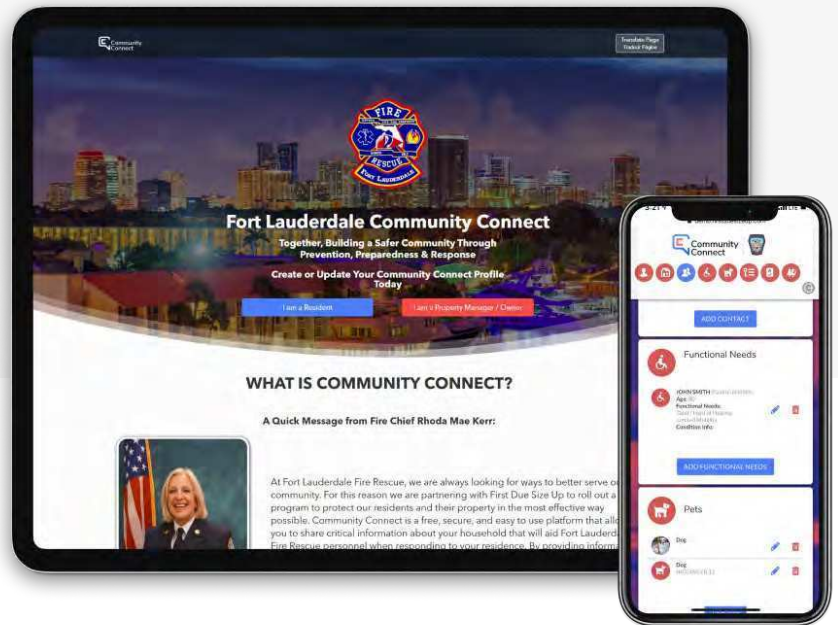 Community
Connect
Translate Page
FIRE
RESCUE
FORT LAUDERDALE
Fort Lauderdale Community Connect
Together, Building a Safer Community Through
Prevention, Preparedness & Response
Create or Update Your Community Connect Profile
Today
I am a Resident
I am a Property Manager / Owner
WHAT IS COMMUNITY CONNECT?
A Quick Message from Fire Chief Rhoda Mae Kerr:
At Fort Lauderdale Fire Rescue, we are always looking for ways to better serve
community. For this reason we are partnering with First Due Size Up to roll out a
program to protect our residents and their property in the most effective way
possible. Community Connect is a free, secure, and easy to use platform that
you to share critical information about your household that will aid Fort
Fire Rescue personnel when responding to your residence. By providing
3:21
LTE
Community
Connect
ADD CONTACT
Functional Needs
JOHN SMITH
Age:
Functional Needs:
Condition Info:
ADD FUNCTIONAL NEEDS
Pets
Dog
Dog